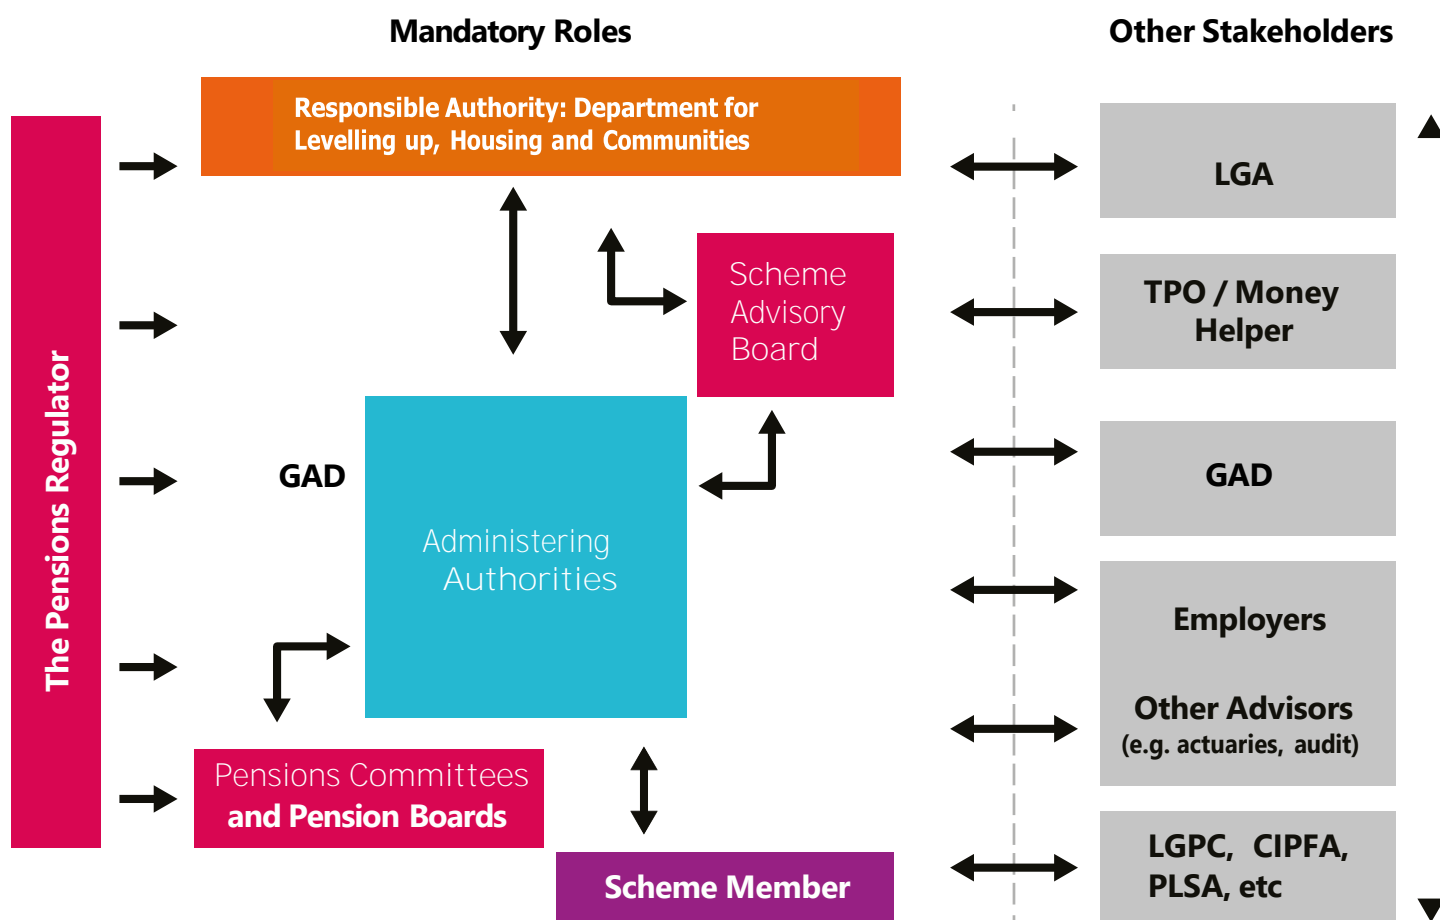 Mandatory Roles
Other Stakeholders
The Pensions Regulator
Responsible Authority: Department for
Levelling up, Housing and Communities
Scheme
Advisory
Board
GAD
Administering
Authorities
Pensions Committees
and Pension Boards
Scheme Member
LGA
TPO / Money
Helper
GAD
Employers
Other Advisors
(e.g. actuaries, audit)
LGPC, CIPFA,
PLSA, etc